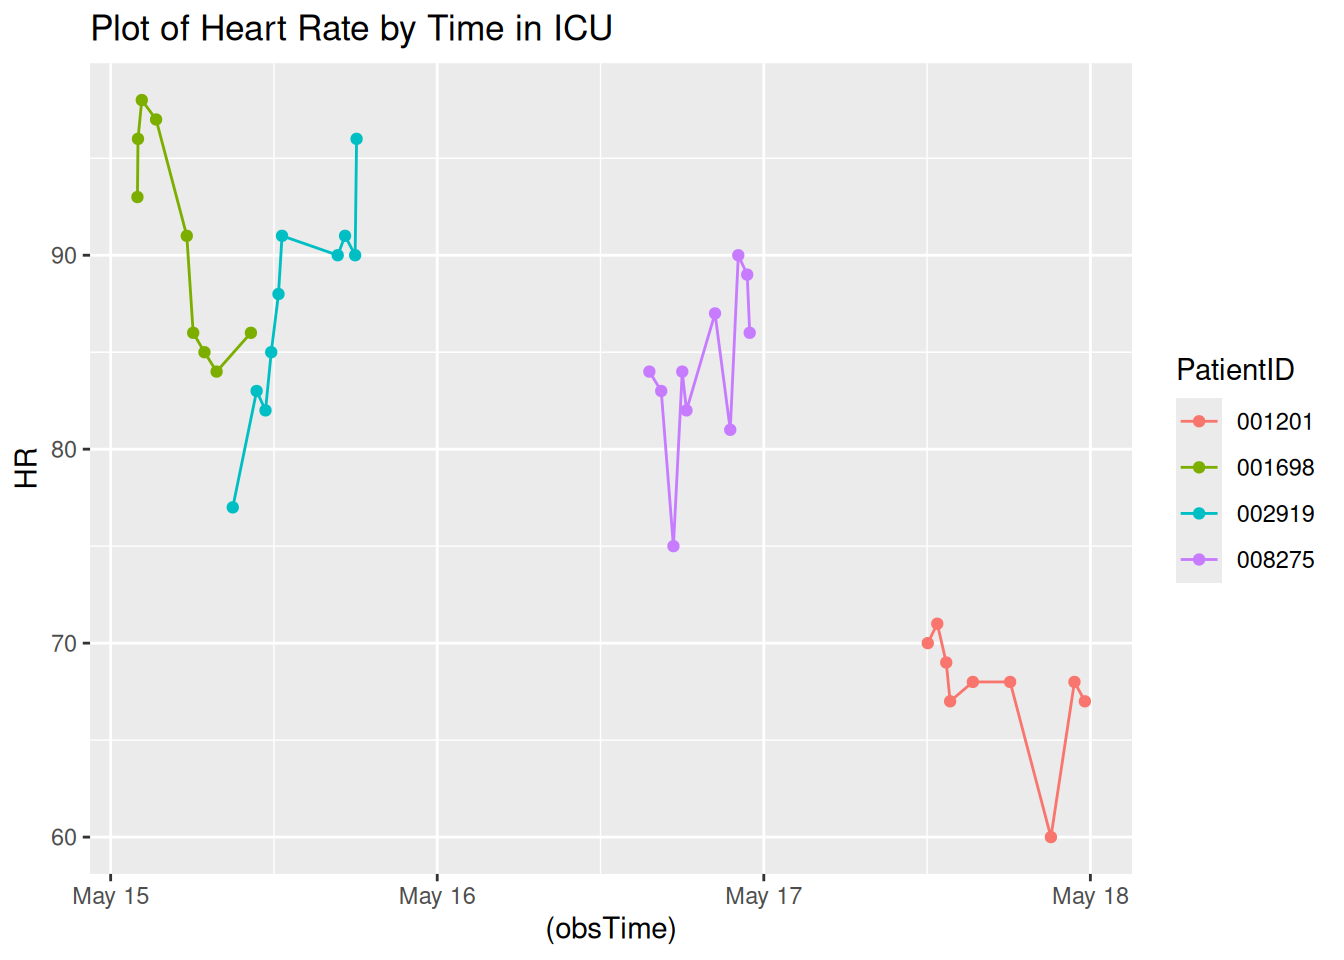 Plot of Heart Rate by Time in ICU
HR
90
80
70
60
May 15
May 16
May 17
May 18
(obsTime)
PatientID
001201
001698
002919
008275